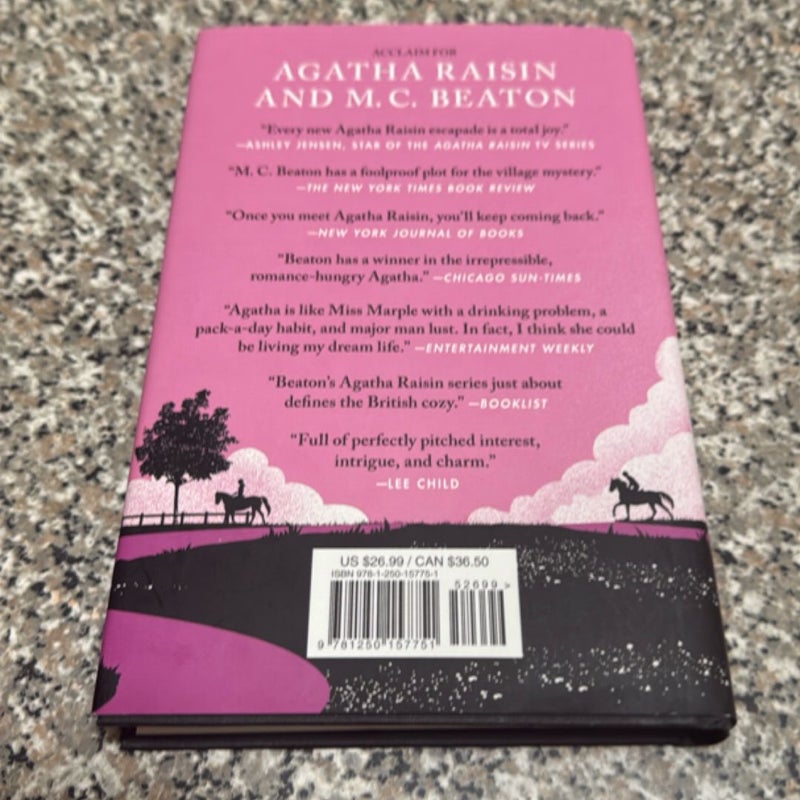 ACCLAIM FOR
AGATHA RAISIN
AND M. C. BEATON
“Every new Agatha Raisin escapade is a total joy.”
—ASHLEY JENSEN, STAR OF THE AGATHA RAISIN TV SERIES
“M. C. Beaton has a foolproof plot for the village mystery.”
—THE NEW YORK TIMES BOOK REVIEW
“Once you meet Agatha Raisin, you’ll keep coming back.”
—NEW YORK JOURNAL OF BOOKS
“Beaton has a winner in the irrepressible,
romance-hungry Agatha.” —CHICAGO SUN-TIMES
“Agatha is like Miss Marple with a drinking problem, a
pack-a-day habit, and major man lust. In fact, I think she could
be living my dream life.” —ENTERTAINMENT WEEKLY
“Beaton’s Agatha Raisin series just about
defines the British cozy.” —BOOKLIST
“Full of perfectly pitched interest,
intrigue, and charm.”
—LEE CHILD
US $26.99 / CAN $36.50
ISBN 978-1-250-15775-1
52699>
9 781250 157751